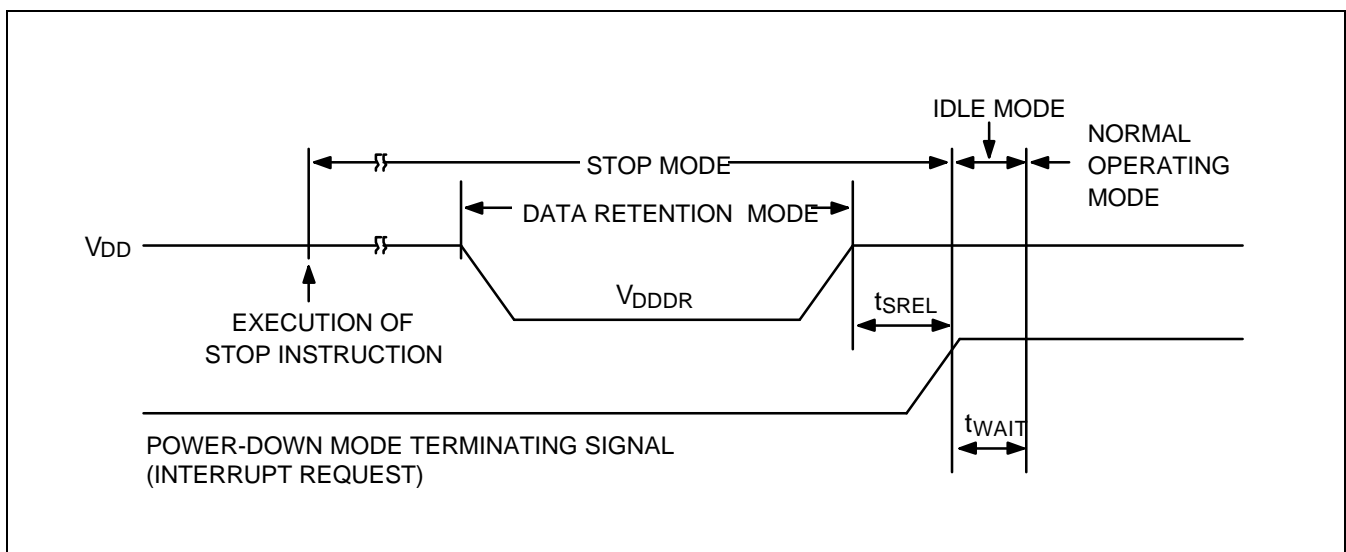 IDLE MODE
NORMAL
OPERATING
MODE
STOP MODE
DATA RETENTION MODE
VDD
VDDDR
tSREL
EXECUTION OF
STOP INSTRUCTION
tWAIT
POWER-DOWN MODE TERMINATING SIGNAL
(INTERRUPT REQUEST)